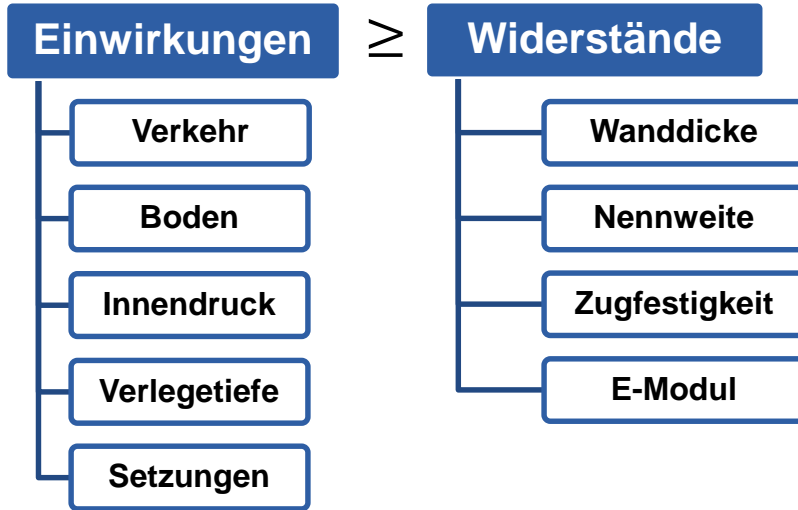 Einwirkungen ≥ Widerstände
Verkehr
Boden
Innendruck
Verlegetiefe
Setzungen
Wanddicke
Nennweite
Zugfestigkeit
E-Modul